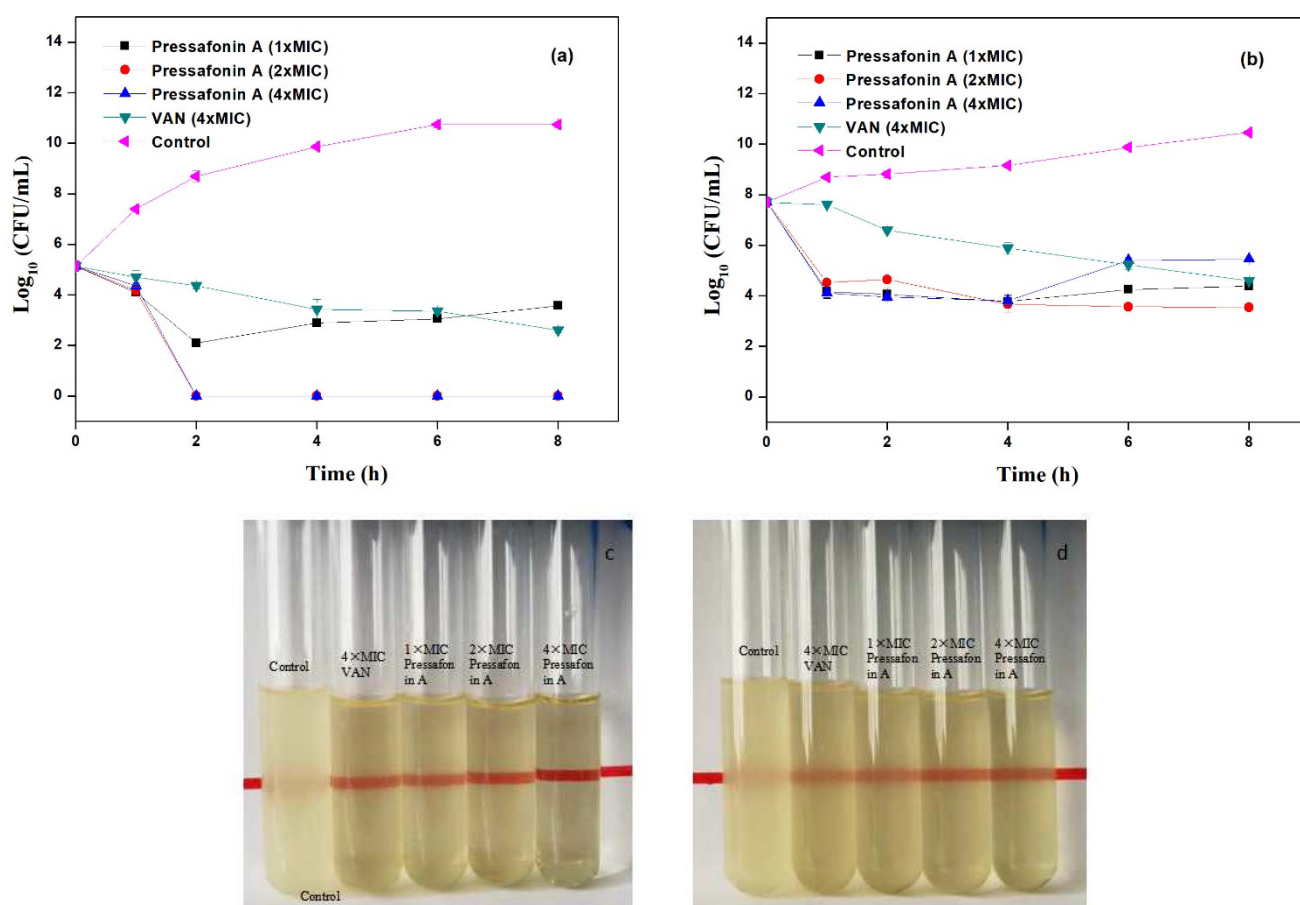 14
12
10
8
6
4
2
0
Log₁₀ (CFU/mL)
0 2 4 6 8
Time (h)
Pressafonin A (1xMIC)
Pressafonin A (2xMIC)
Pressafonin A (4xMIC)
VAN (4xMIC)
Control
(a)
14
12
10
8
6
4
2
0
Log₁₀ (CFU/mL)
0 2 4 6 8
Time (h)
Pressafonin A (1xMIC)
Pressafonin A (2xMIC)
Pressafonin A (4xMIC)
VAN (4xMIC)
Control
(b)
c
Control
4×MIC
VAN
1×MIC
Pressafon
in A
2×MIC
Pressafon
in A
4×MIC
Pressafon
in A
Control
d
Control
4×MIC
VAN
1×MIC
Pressafon
in A
2×MIC
Pressafon
in A
4×MIC
Pressafon
in A